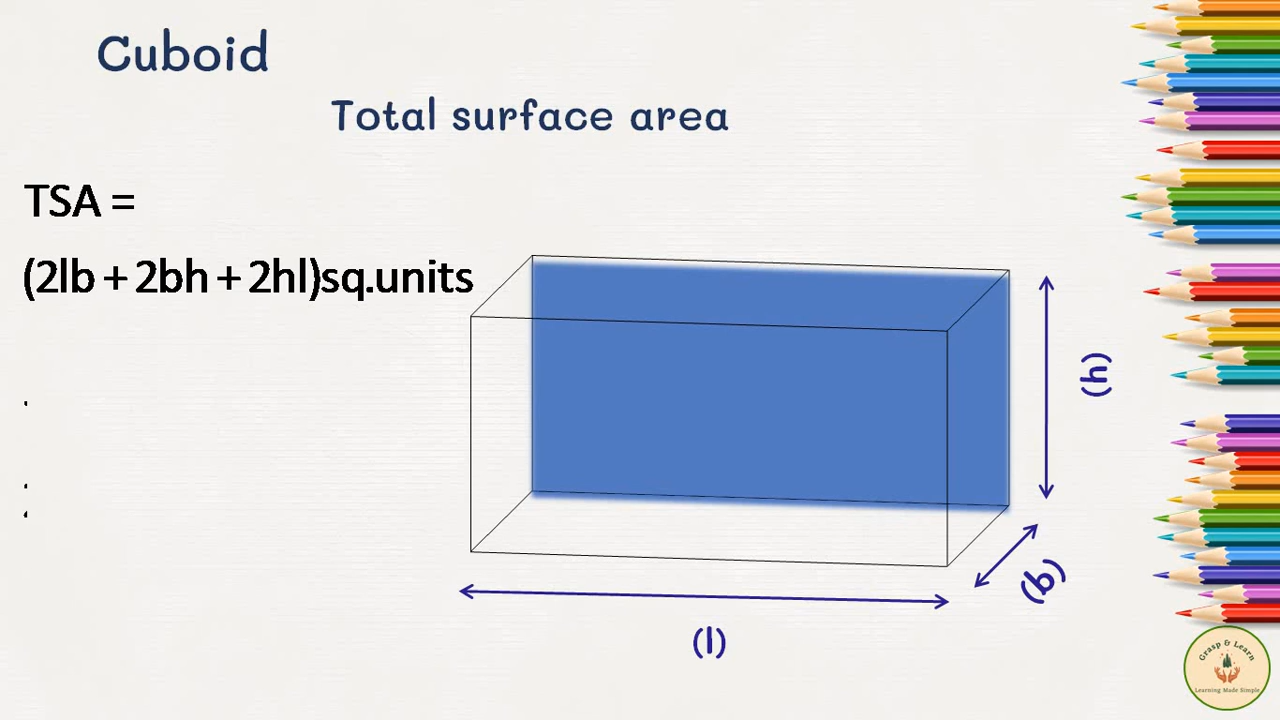 Cuboid
Total surface area
TSA =
(2lb + 2bh + 2hl)sq.units
(h)
(b)
(l)
Grasp & Learn
Learning Made Simple